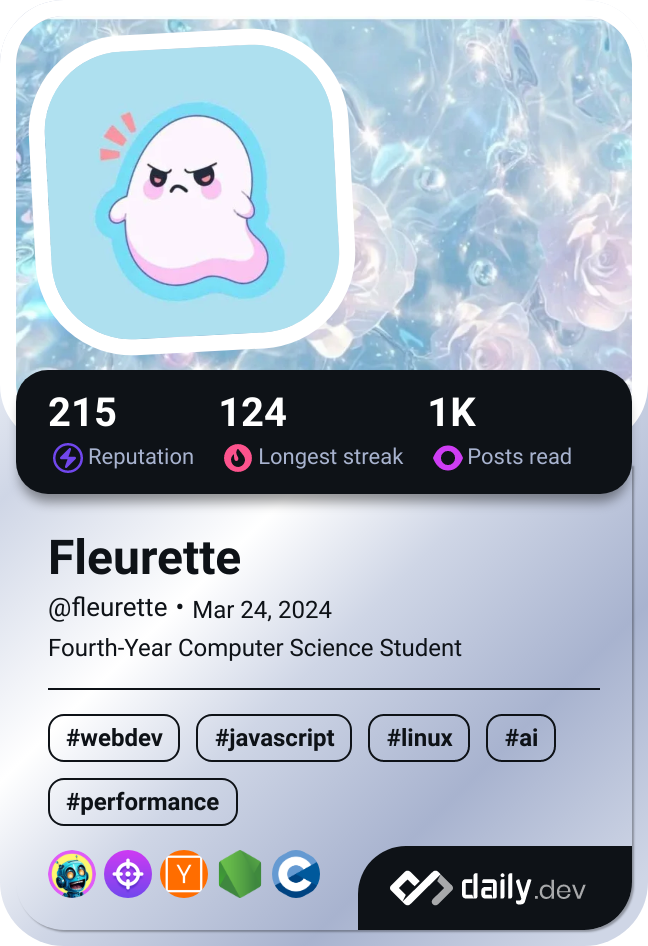 215 124 1K
Reputation Longest streak Posts read
Fleurette
@fleurette • Mar 24, 2024
Fourth-Year Computer Science Student
#webdev #javascript #linux #ai
#performance
Y C
daily.dev